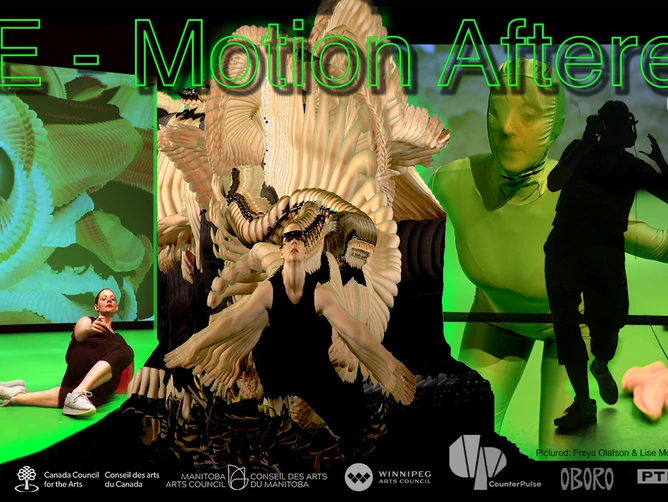 E - Motion Aftere
Pictured: Freya Olafson & Lise Mc
Canada Council
for the Arts
Conseil des arts
du Canada
MANITOBA
ARTS COUNCIL
CONSEIL DES ARTS
DU MANITOBA
WINNIPEG
ARTS COUNCIL
CounterPulse
OBORO
PT